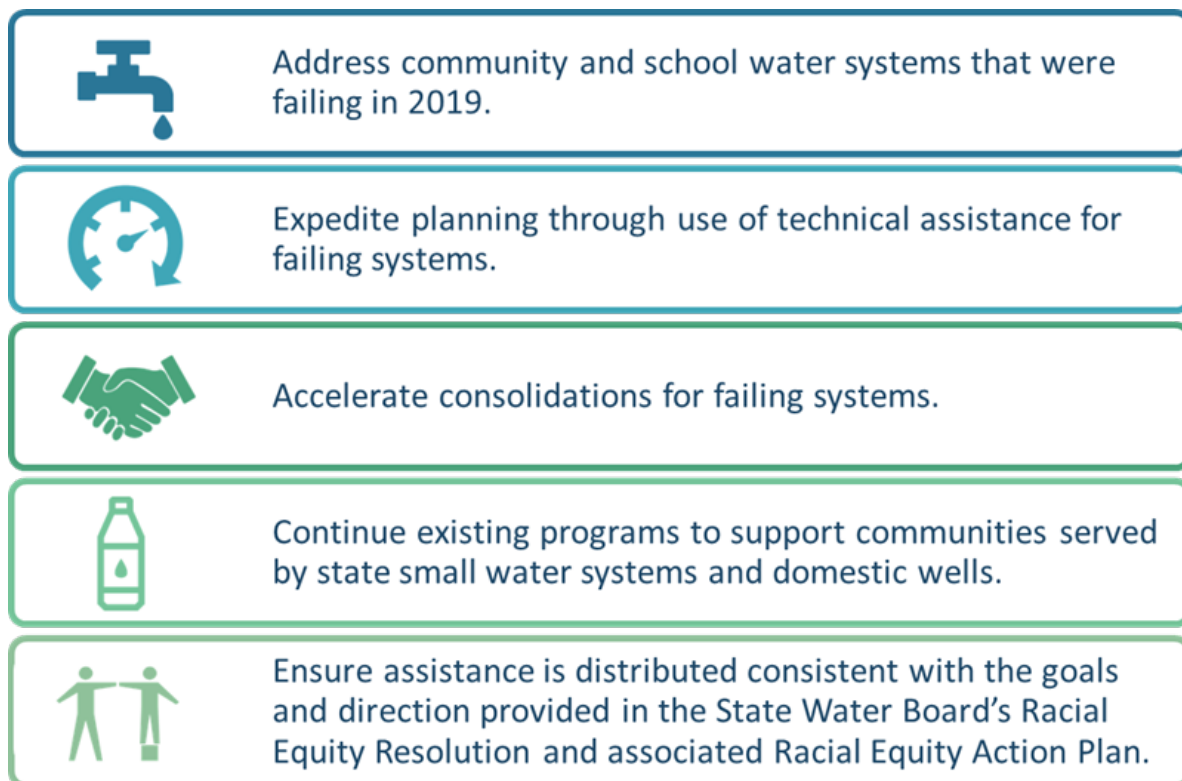 Address community and school water systems that were
failing in 2019.
Expedite planning through use of technical assistance for
failing systems.
Accelerate consolidations for failing systems.
Continue existing programs to support communities served
by state small water systems and domestic wells.
Ensure assistance is distributed consistent with the goals
and direction provided in the State Water Board’s Racial
Equity Resolution and associated Racial Equity Action Plan.